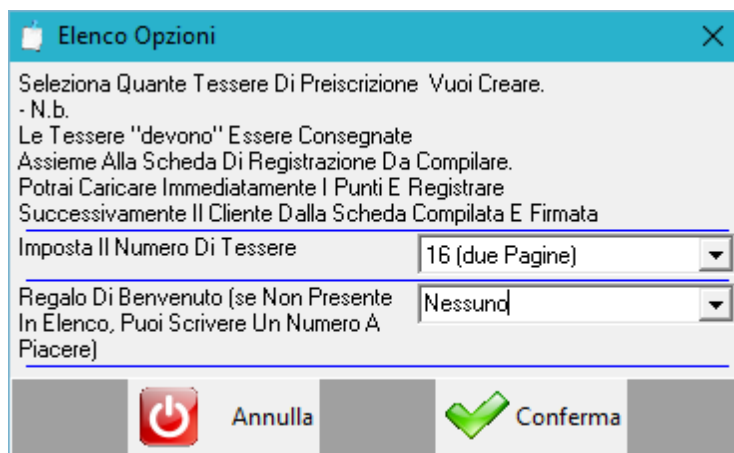 Elenco Opzioni
Seleziona Quante Tessere Di Preiscrizione Vuoi Creare.
- N.b.
Le Tessere "devono" Essere Consegnate
Assieme Alla Scheda Di Registrazione Da Compilare.
Potrai Caricare Immediatamente I Punti E Registrare
Successivamente Il Cliente Dalla Scheda Compilata E Firmata
Imposta Il Numero Di Tessere
16 (due Pagine)
Regalo Di Benvenuto (se Non Presente
In Elenco, Puoi Scrivere Un Numero A
Piacere)
Nessuno
Annulla
Conferma